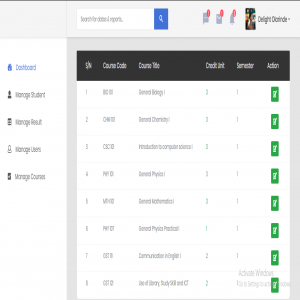 Search for dates & reports..
Delight Olorinde
Dashboard
Manage Student
Manage Result
Manage Users
Manage Courses
S/N Course Code Course Title Credit Unit Semester Action
1 BIO 101 General Biology I 3 1
2 CHM 101 General Chemistry I 3 1
3 CSC 101 Introduction to computer science I 3 1
4 PHY 101 General Physics I 3 1
5 MTH 101 General Mathematics I 3 1
6 PHY 107 General Physics Practical I 1 1
7 GST 111 Communication in English I 2 1
8 GST 121 Use of Library, Study Skill and ICT 2 1
Activate Windows
Go to Settings to activate Windows.